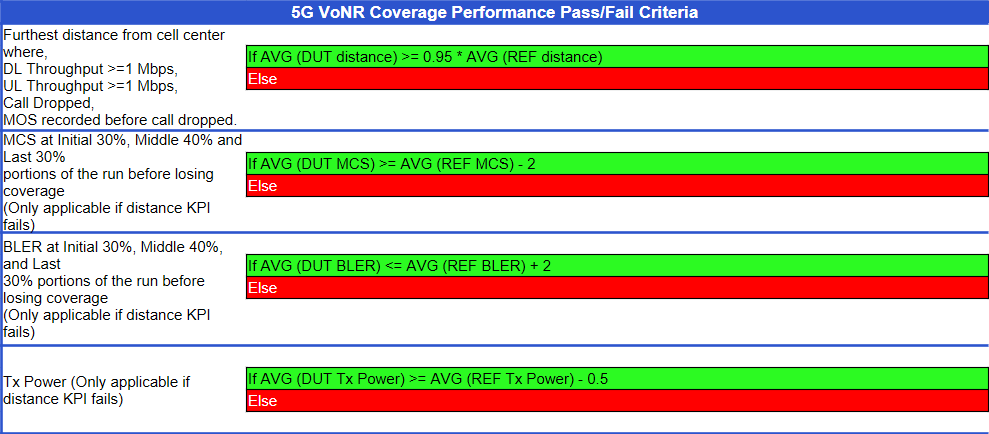 5G VoNR Coverage Performance Pass/Fail Criteria
Furthest distance from cell center
where,
DL Throughput >=1 Mbps,
UL Throughput >=1 Mbps,
Call Dropped,
MOS recorded before call dropped.
If AVG (DUT distance) >= 0.95 * AVG (REF distance)
Else
MCS at Initial 30%, Middle 40% and
Last 30%
portions of the run before losing
coverage
(Only applicable if distance KPI
fails)
If AVG (DUT MCS) >= AVG (REF MCS) - 2
Else
BLER at Initial 30%, Middle 40%,
and Last
30% portions of the run before
losing coverage
(Only applicable if distance KPI
fails)
If AVG (DUT BLER) <= AVG (REF BLER) + 2
Else
Tx Power (Only applicable if
distance KPI fails)
If AVG (DUT Tx Power) >= AVG (REF Tx Power) - 0.5
Else